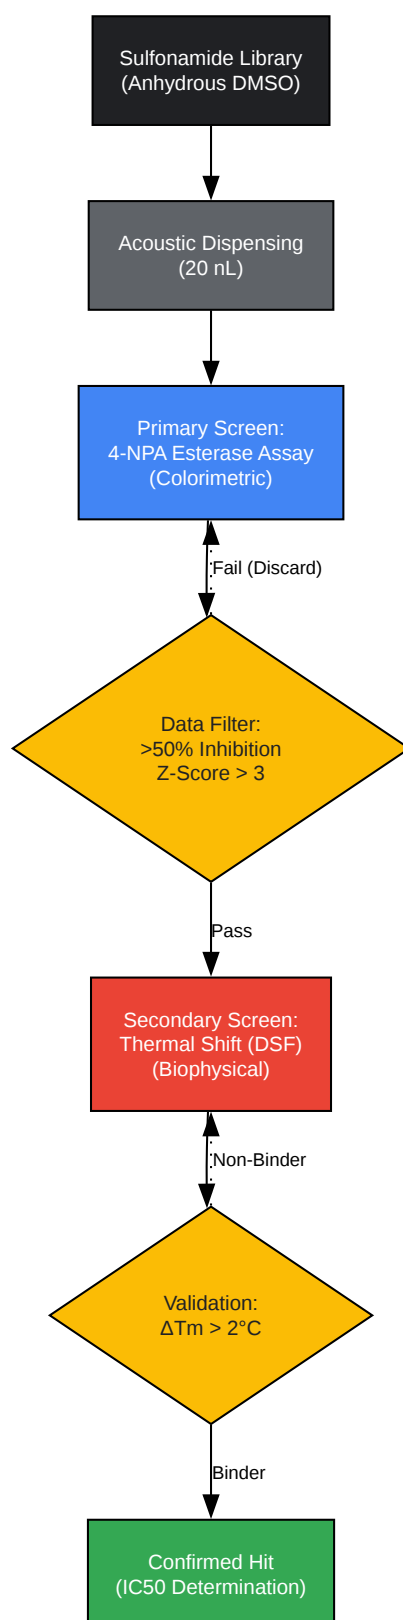 Sulfonamide Library
(Anhydrous DMSO)
Acoustic Dispensing
(20 nL)
Primary Screen:
4-NPA Esterase Assay
(Colorimetric)
Fail (Discard)
Data Filter:
>50% Inhibition
Z-Score > 3
Pass
Secondary Screen:
Thermal Shift (DSF)
(Biophysical)
Non-Binder
Validation:
ΔTm > 2°C
Binder
Confirmed Hit
(IC50 Determination)